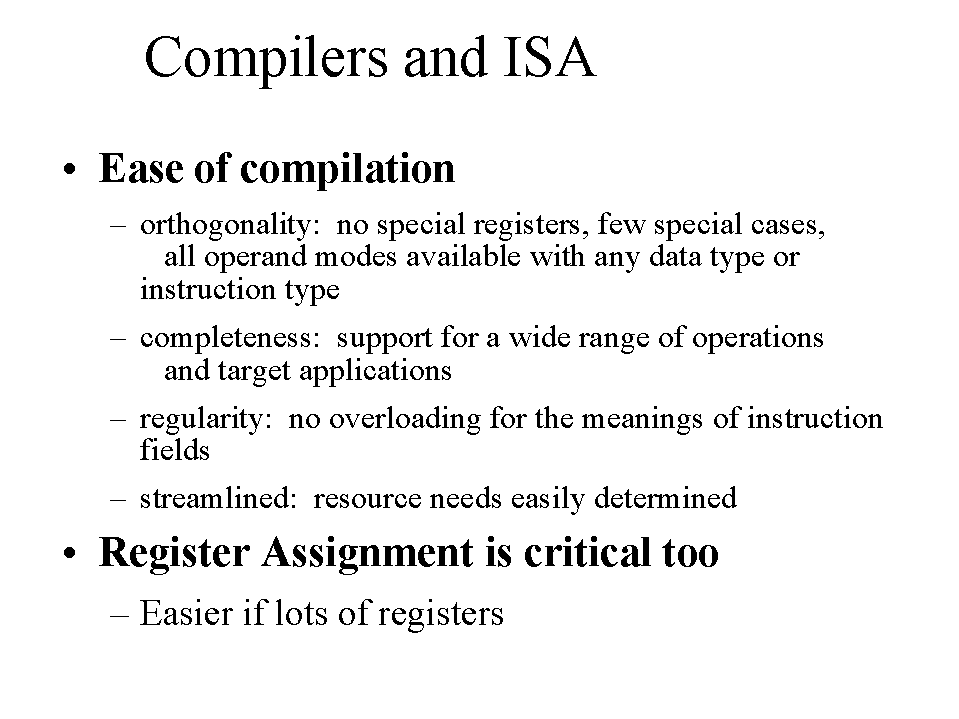 Compilers and ISA
• Ease of compilation
– orthogonality: no special registers, few special cases,
all operand modes available with any data type or
instruction type
– completeness: support for a wide range of operations
and target applications
– regularity: no overloading for the meanings of instruction
fields
– streamlined: resource needs easily determined
• Register Assignment is critical too
– Easier if lots of registers